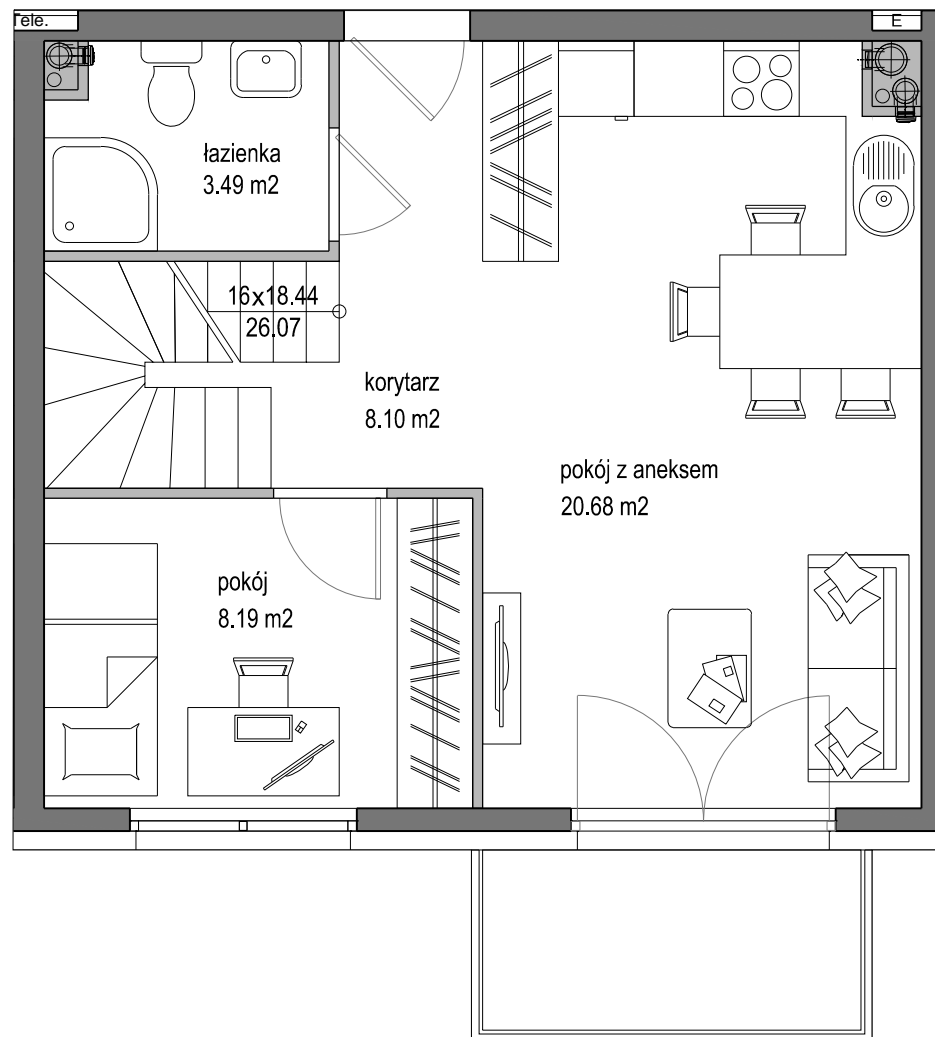 Tele.
E
łazienka
3.49 m2
16x18.44
26.07
korytarz
8.10 m2
pokój z aneksem
20.68 m2
pokój
8.19 m2